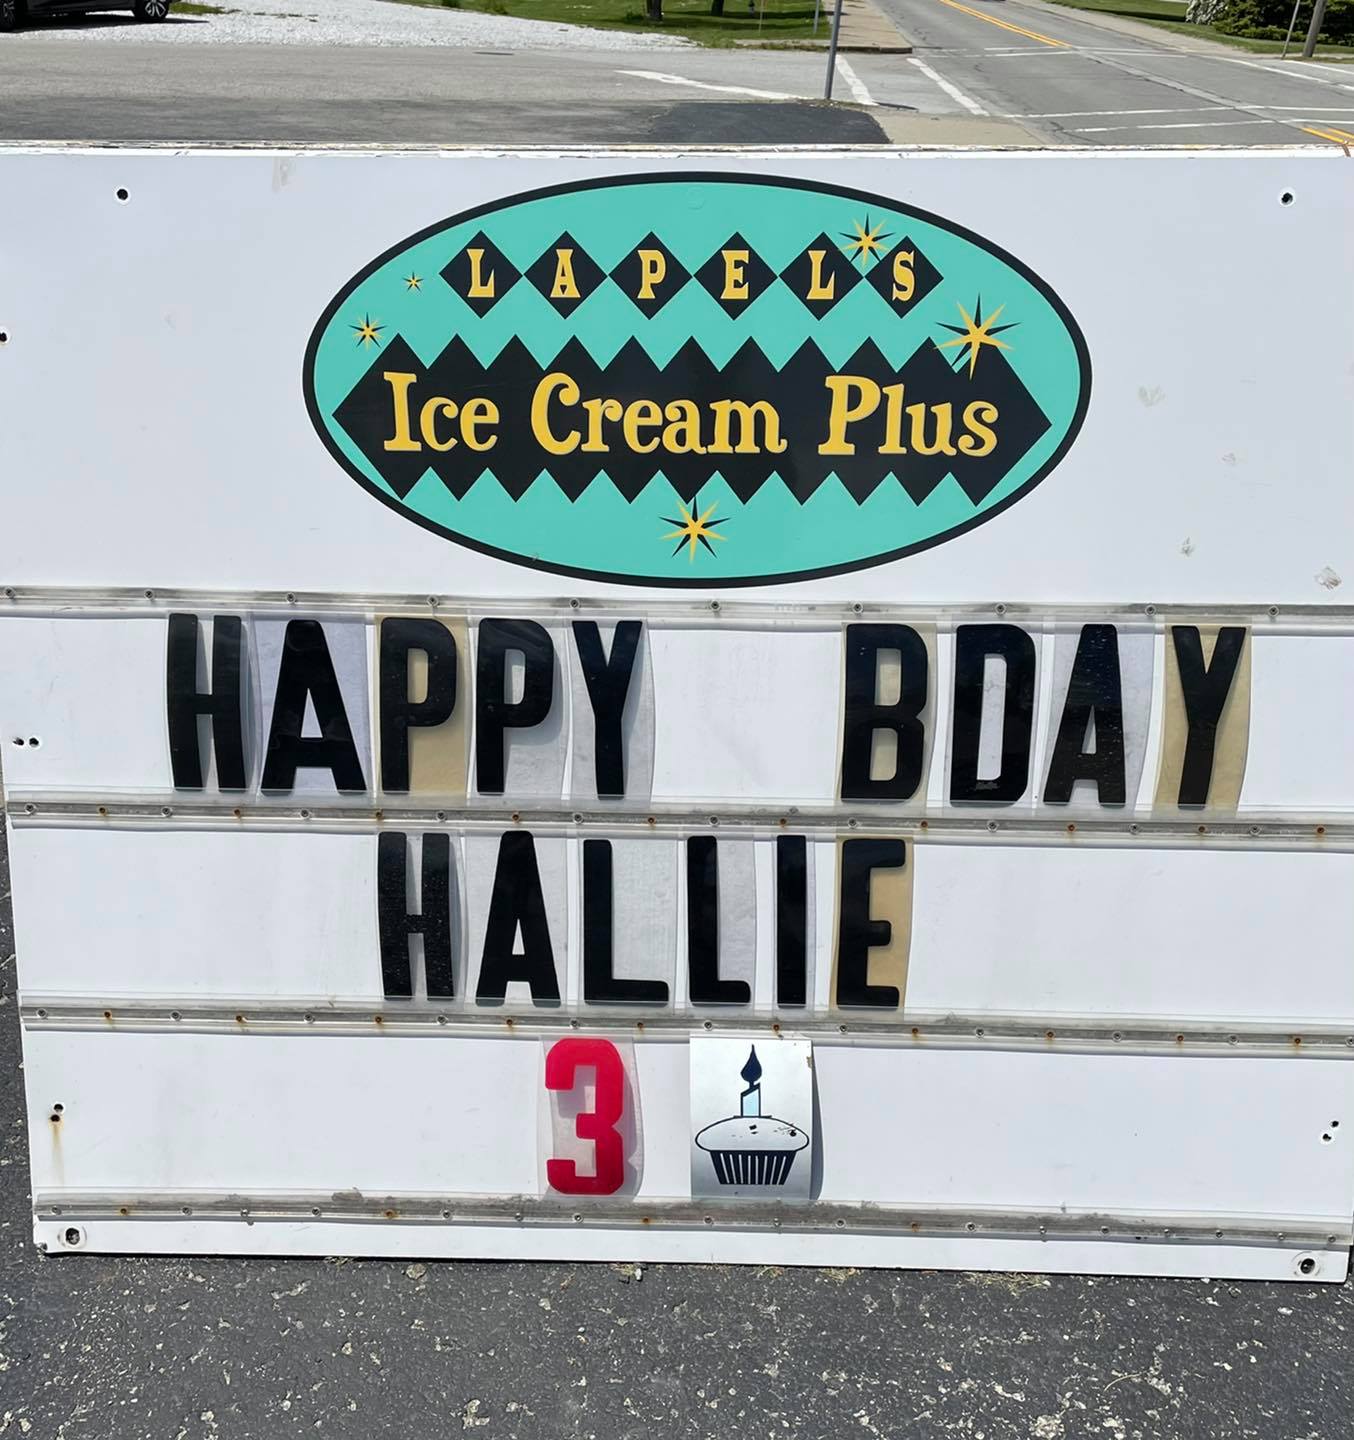 LAPEL'S
Ice Cream Plus
HAPPY BDAY
HALLIE
3